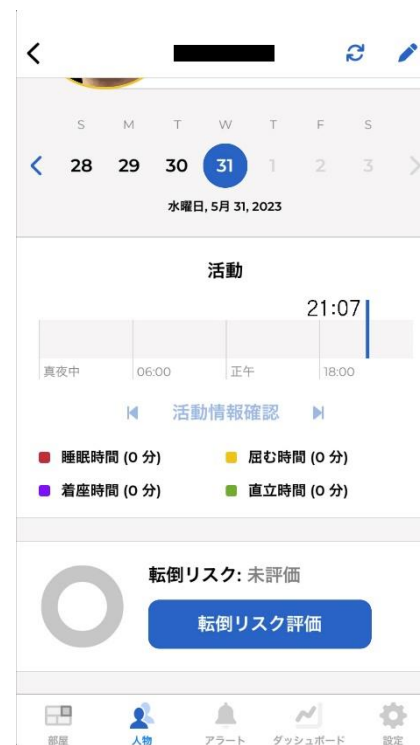 S M T W T F S
28 29 30 31 1 2 3
水曜日, 5月 31, 2023
活動
21:07
真夜中 06:00 正午 18:00
活動情報確認
睡眠時間 (0 分) 屈む時間 (0 分)
着座時間 (0 分) 直立時間 (0 分)
転倒リスク: 未評価
転倒リスク評価
部屋 人物 アラート ダッシュボード 設定